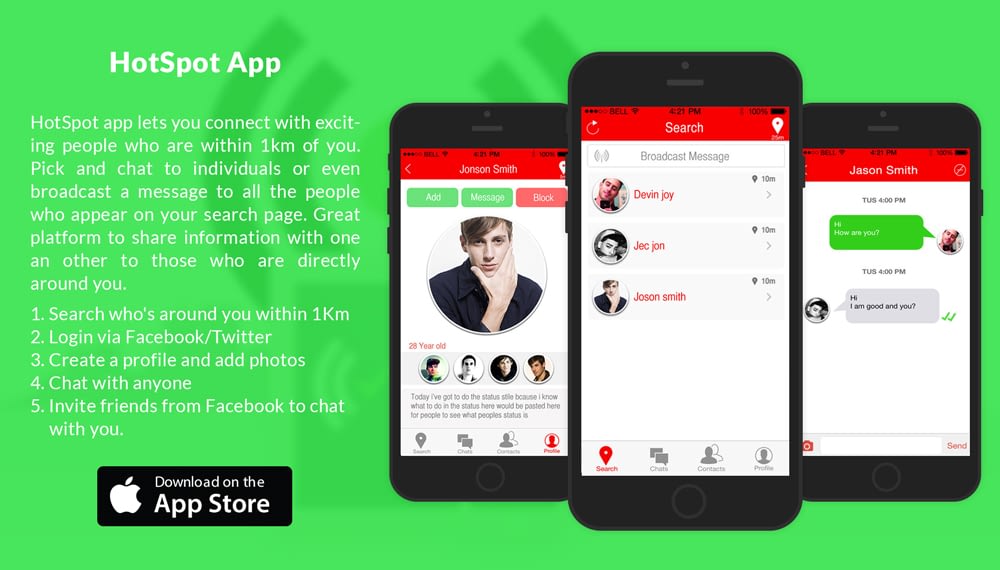 HotSpot App
HotSpot app lets you connect with excit-
ing people who are within 1km of you.
Pick and chat to individuals or even
broadcast a message to all the people
who appear on your search page. Great
platform to share information with one
an other to those who are directly
around you.
1. Search who's around you within 1Km
2. Login via Facebook/Twitter
3. Create a profile and add photos
4. Chat with anyone
5. Invite friends from Facebook to chat
with you.
Download on the
App Store
BELL 4:21 PM 100%
Jonson Smith
Add Message Block
28 Year old
Today i've got to do the status stile bcause i know
what to do in the status here would be pasted here
for people to see what peoples status is
Search Chats Contacts Profile
BELL 4:21 PM 100%
Search
25m
Broadcast Message
10m
Devin joy
10m
Jec jon
10m
Joson smith
Search Chats Contacts Profile
BELL 4:21 PM 100%
Jason Smith
TUS 4:00 PM
Hi
How are you?
TUS 4:00 PM
Hi
I am good and you?
Send